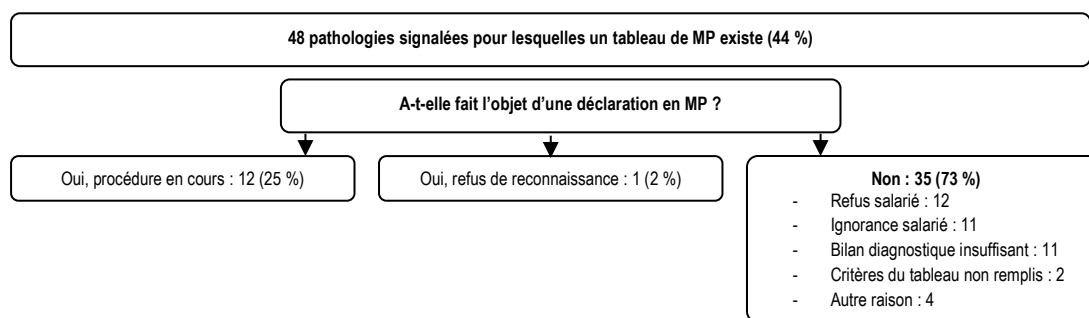 48 pathologies signalées pour lesquelles un tableau de MP existe (44 %)
A-t-elle fait l’objet d’une déclaration en MP ?
Oui, procédure en cours : 12 (25 %)
Oui, refus de reconnaissance : 1 (2 %)
Non : 35 (73 %)
- Refus salarié : 12
- Ignorance salarié : 11
- Bilan diagnostique insuffisant : 11
- Critères du tableau non remplis : 2
- Autre raison : 4